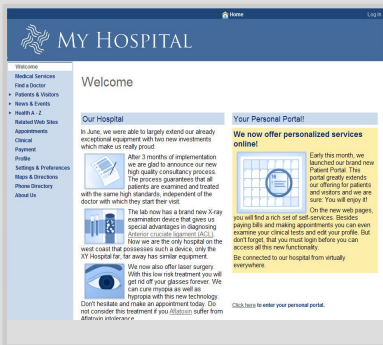 Home
Log In
MY HOSPITAL
Welcome
Medical Services
Find a Doctor
Patients & Visitors
News & Events
Health A - Z
Related Web Sites
Appointments
Clinical
Payment
Profile
Settings & Preferences
Maps & Directions
Phone Directory
About Us
Welcome
Our Hospital
In June, we were able to largely extend our already
exceptional equipment with two new investments
which make us really proud:
After 3 months of implementation
we are glad to announce our new
high quality consultancy process.
The process guarantees that all
patients are examined and treated
with the same high standards, independent of the
doctor with which they start their visit.
The lab now has a brand new X-ray
examination device that gives us
special advantages in diagnosing
Anterior cruciate ligament (ACL).
Now we are the only hospital on the
west coast that possesses such a device, only the
XY Hospital far, far away has similar equipment.
We now also offer laser surgery.
With this low risk treatment you will
get rid off your glasses forever. We
can cure myopia as well as
hypropia with this new technology.
Don't hesitate and make an appointment today. Do
not consider this treatment if you Aflatoxin suffer from
Aflatoxin intolerance
Your Personal Portal!
We now offer personalized services
online!
Early this month, we
launched our brand new
Patient Portal. This
portal greatly extends
our offering for patients
and visitors and we are
sure: You will enjoy it!
On the new web pages,
you will find a rich set of self-services. Besides
paying bills and making appointments you can even
examine your clinical tests and edit your profile. But
don't forget, that you must login before you can
access all this new functionality.
Be connected to our hospital from virtually
everywhere.
Click here to enter your personal portal.